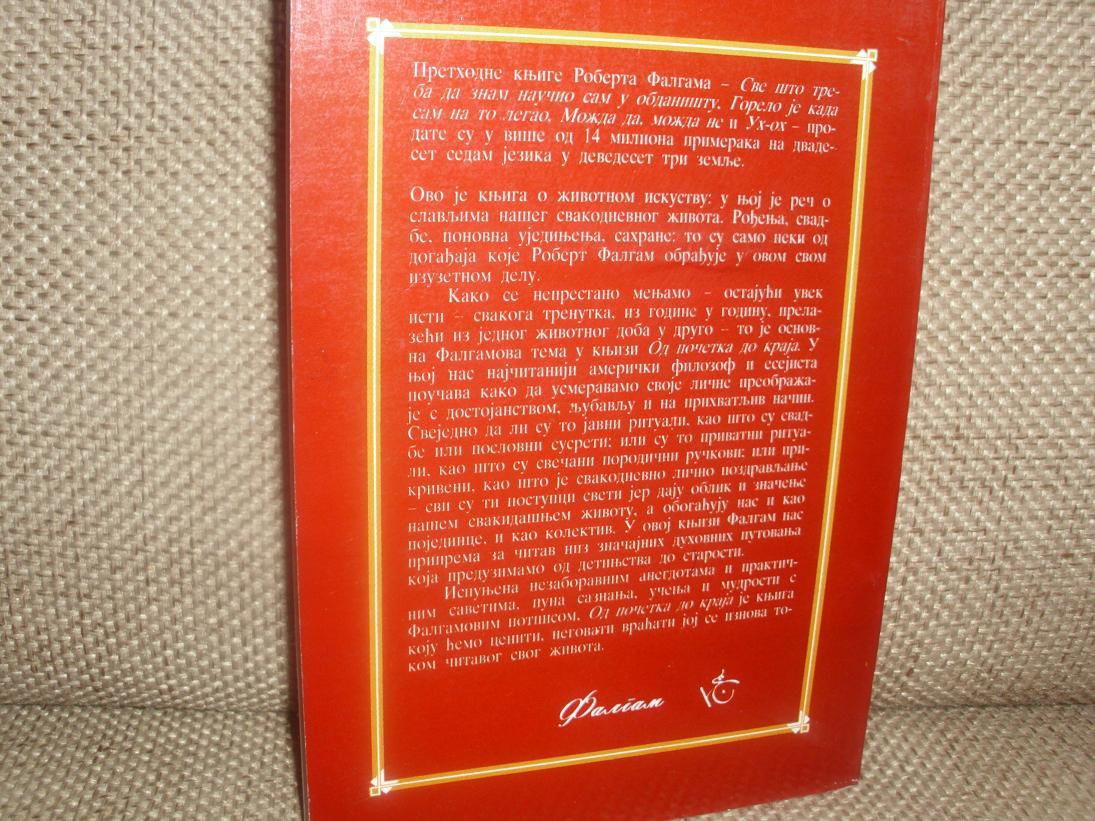 Претходне књиге Роберта Фалгама – Све што тре-
ба да знам научио сам у обданишту, Горело је када
сам на то легао, Можда да, можда не и Ух-ох – про-
дате су у више од 14 милиона примерака на дваде-
сет седам језика у деведесет три земље.
Ово је књига о животном искуству: у њој је реч о
слављима нашег свакодневног живота. Рођења, свад-
бе, поновна уједињења, сахране: то су само неки од
догађаја које Роберт Фалгам обрађује у овом свом
изузетном делу.
Како се непрестано мењамо – остајући увек
исти – свакога тренутка, из године у годину, прела-
зећи из једног животног доба у друго – то је основ-
на Фалгамова тема у књизи Од почетка до краја. У
њој нас најчитанији амерички филозоф и есејиста
поучава како да усмеравамо своје личне преобража-
је с достојанством, љубављу и на прихватљив начин.
Свеједно да ли су то јавни ритуали, као што су свад-
бе или пословни сусрети; или су то приватни ритуа-
ли, као што су свечани породични ручкови; или при-
кривени, као што је свакодневно лично поздрављање
– сви су ти поступци свети јер дају облик и значење
нашем свакидашњем животу, а обогаћују нас и као
појединце, и као колектив. У овој књизи Фалгам нас
припрема за читав низ значајних духовних путовања
која предузимамо од детињства до старости.
Испуњена незаборавним анегдотама и практич-
ним саветима, пуна сазнања, учења и мудрости с
Фалгамовим потписом, Од почетка до краја је књига
коју ћемо ценити, неговати враћати јој се изнова то-
ком читавог свог живота.
Фалгам